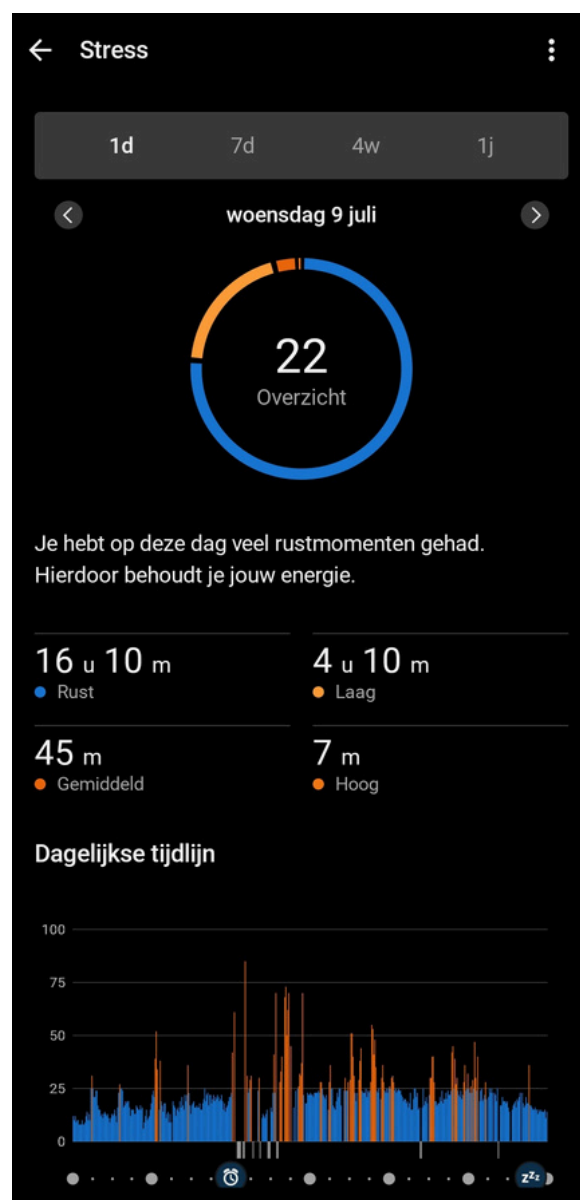 Stress
1d 7d 4w 1j
woensdag 9 juli
22
Overzicht
Je hebt op deze dag veel rustmomenten gehad.
Hierdoor behoudt je jouw energie.
16 u 10 m 4 u 10 m
Rust Laag
45 m 7 m
Gemiddeld Hoog
Dagelijkse tijdlijn
100
75
50
25
0
zzz